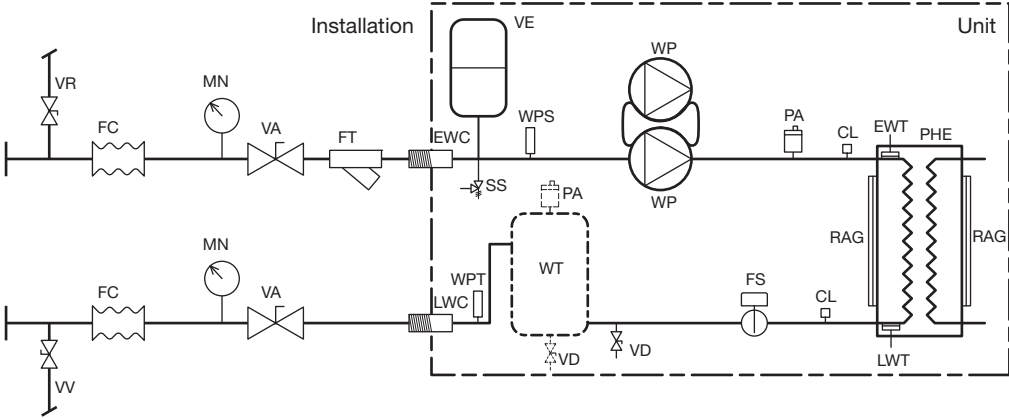 Installation
VE
Unit
WP
VR
MN
FC
VA
FT
EWC
WPS
PA
CL
EWT
PHE
SS
PA
WP
RAG
RAG
MN
WT
FC
VA
WPT
LWC
FS
CL
VV
VD
VD
LWT